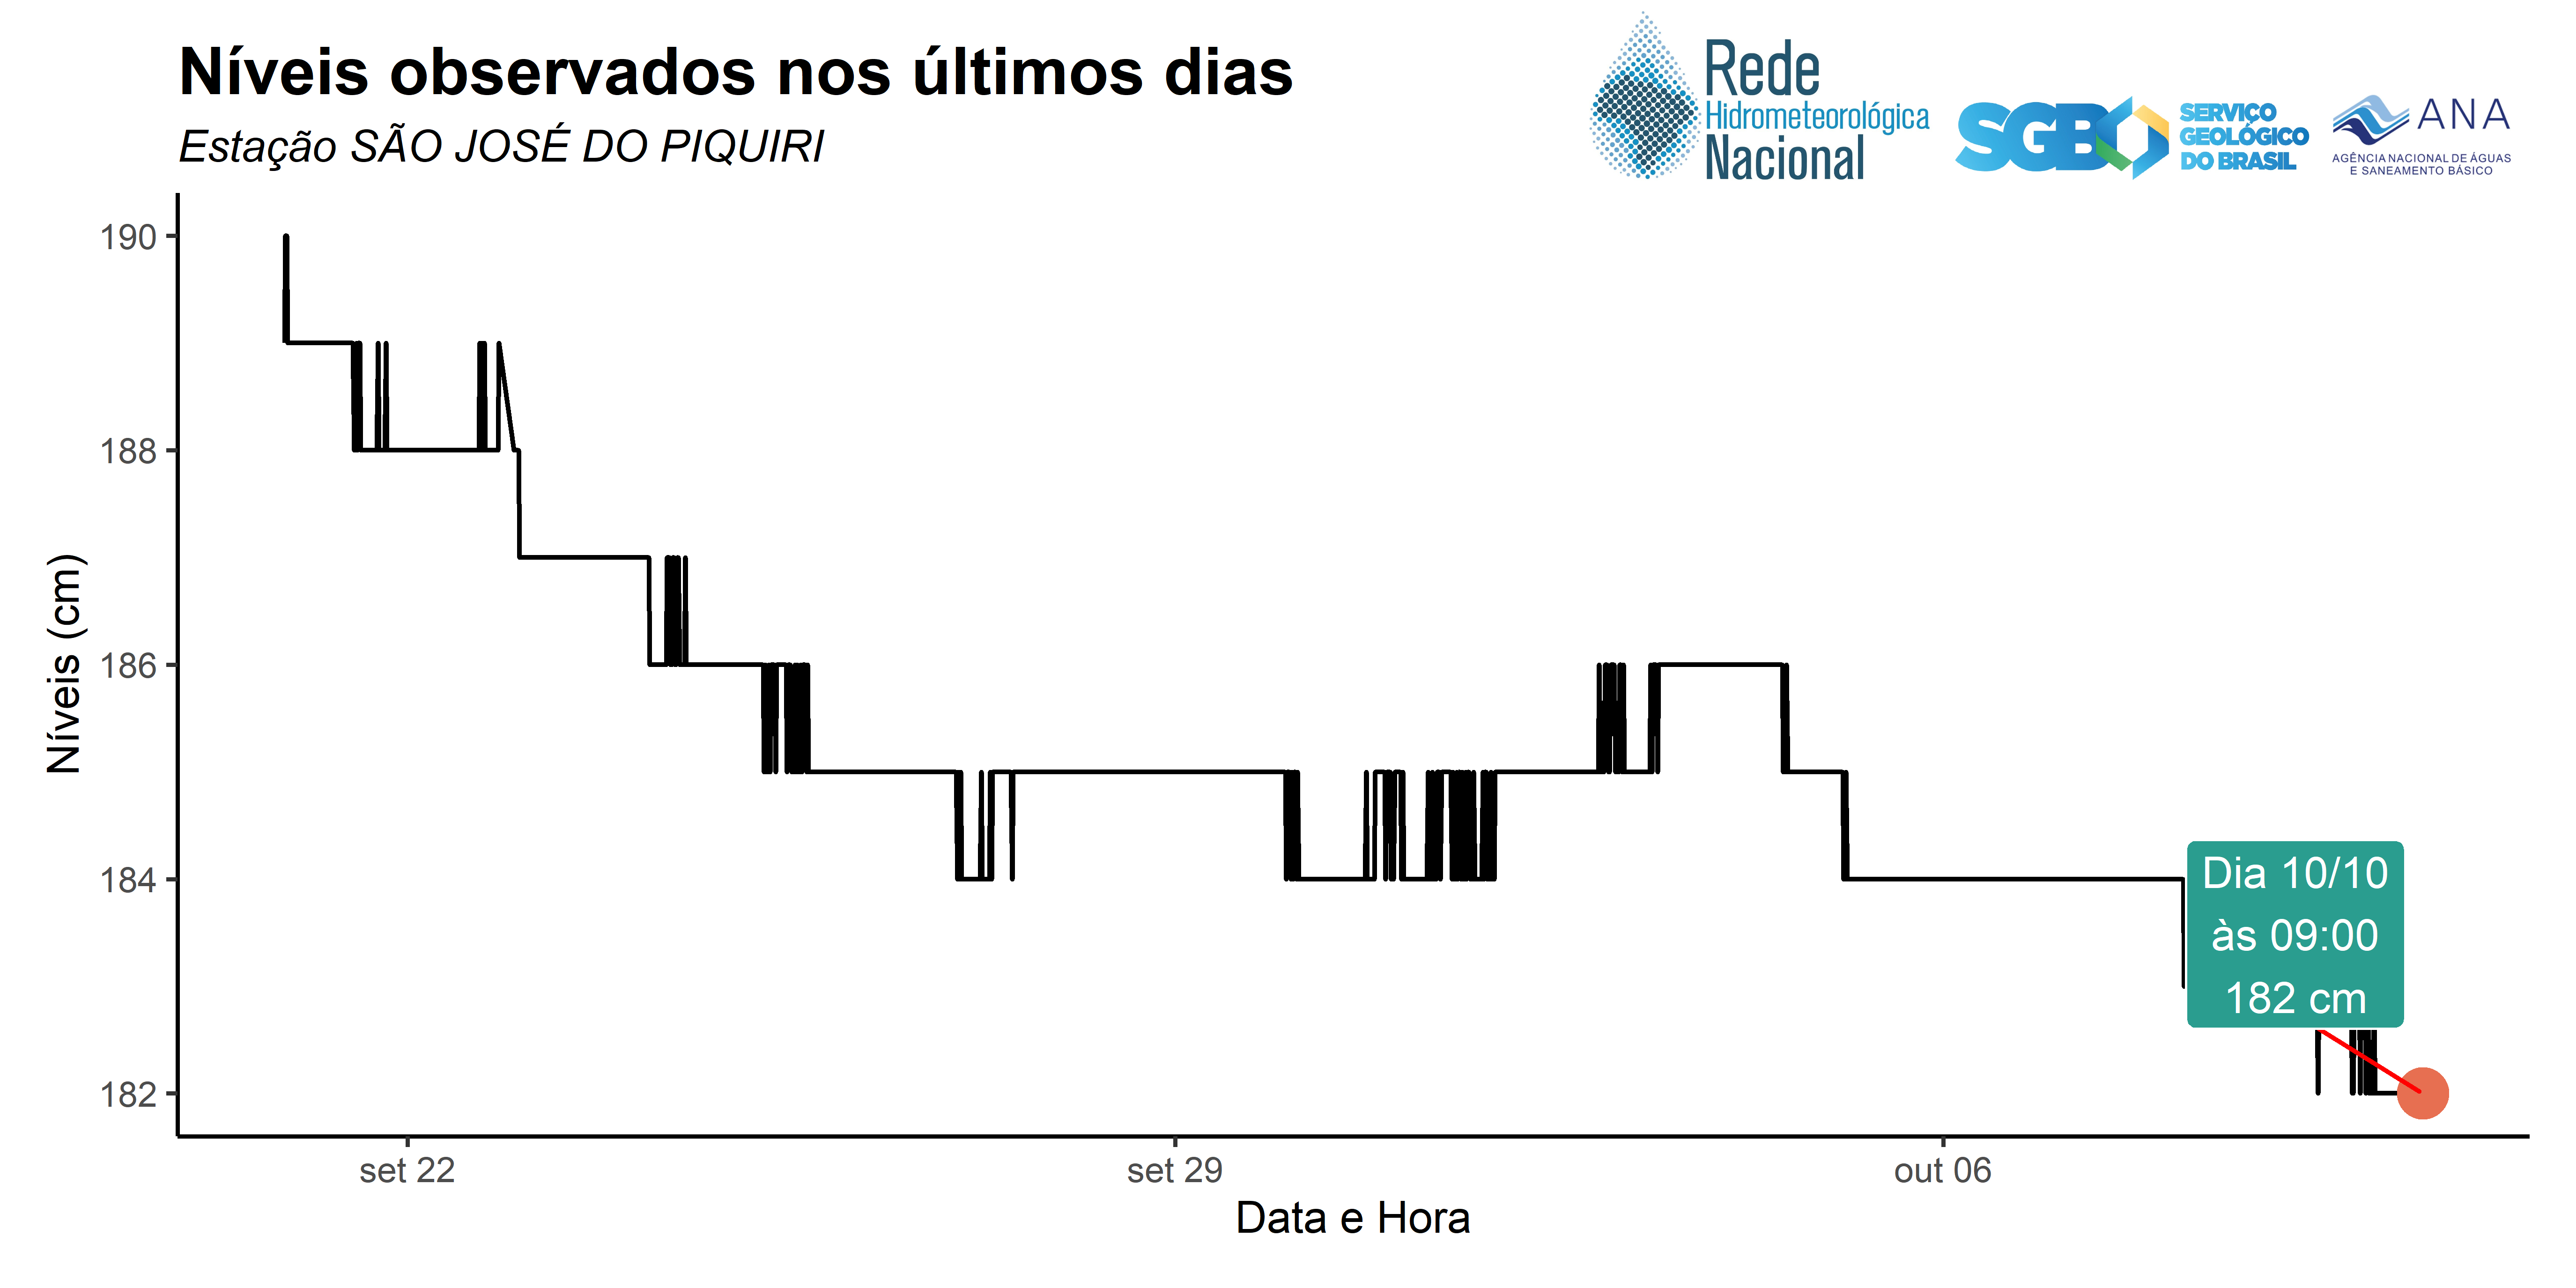 Níveis observados nos últimos dias
Estação SÃO JOSÉ DO PIQUIRI
Rede
Hidrometeorológica
Nacional
SGB
SERVIÇO
GEOLÓGICO
DO BRASIL
ANA
AGÊNCIA NACIONAL DE ÁGUAS
E SANEAMENTO BÁSICO
Níveis (cm)
190
188
186
184
182
Dia 10/10
às 09:00
182 cm
set 22
set 29
out 06
Data e Hora